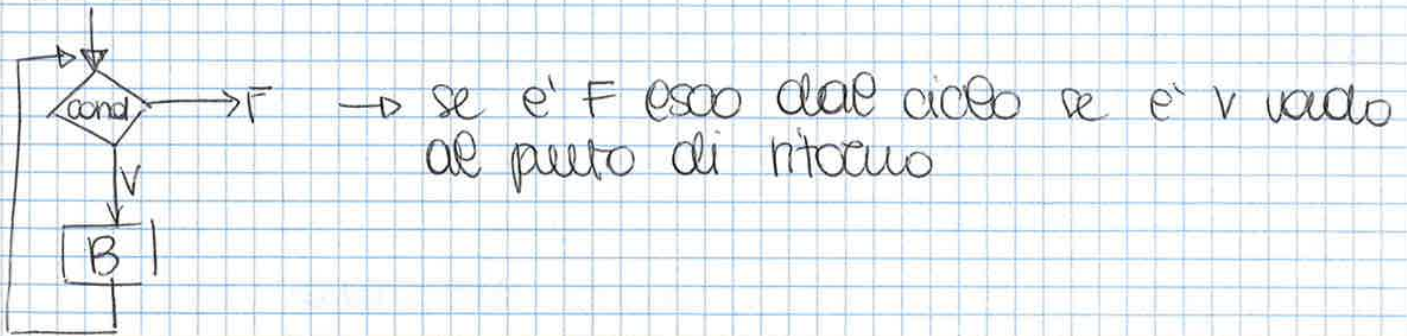 cond → F → se e' F esco dal ciclo se e' V vado
al punto di ritorno
V
B